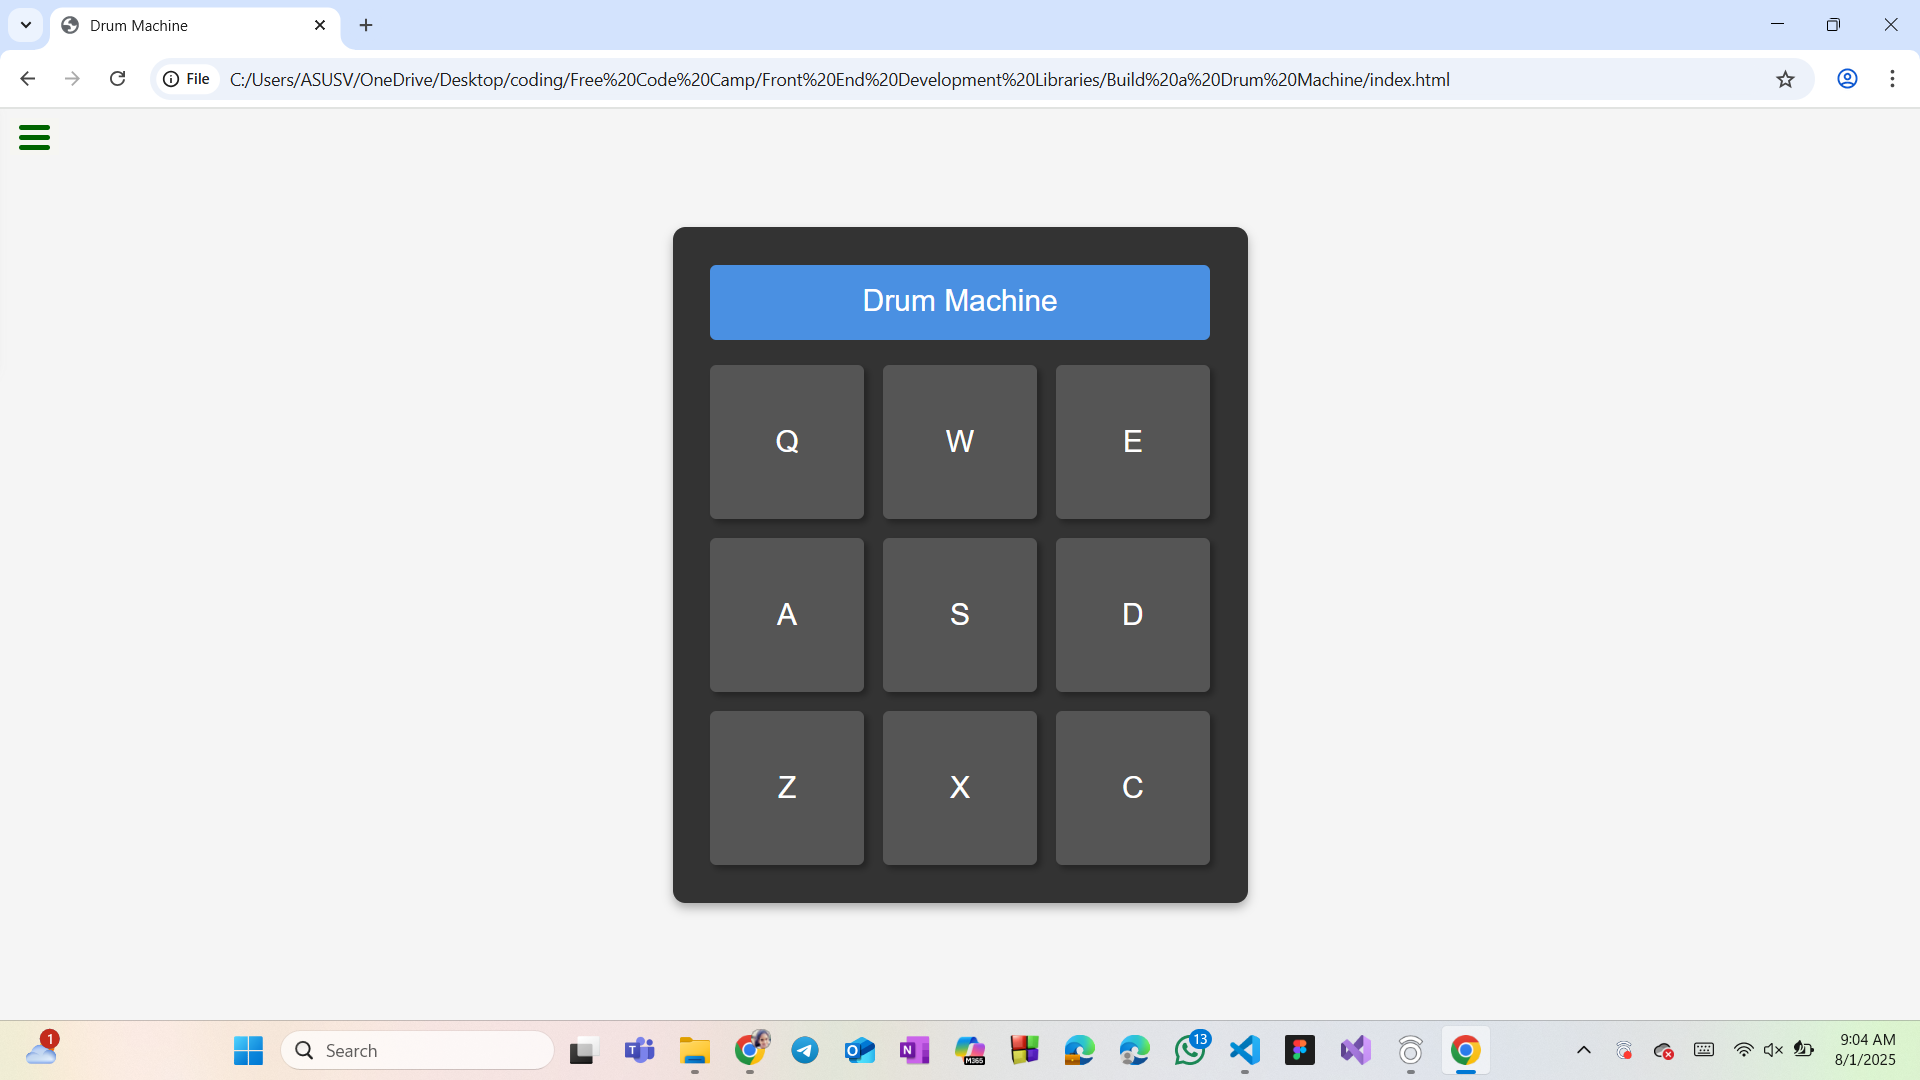 Drum Machine
File
C:/Users/ASUSV/OneDrive/Desktop/coding/Free%20Code%20Camp/Front%20End%20Development%20Libraries/Build%20a%20Drum%20Machine/index.html
Drum Machine
Q W E
A S D
Z X C
1
Search
T
O
N
M365
13
9:04 AM
8/1/2025